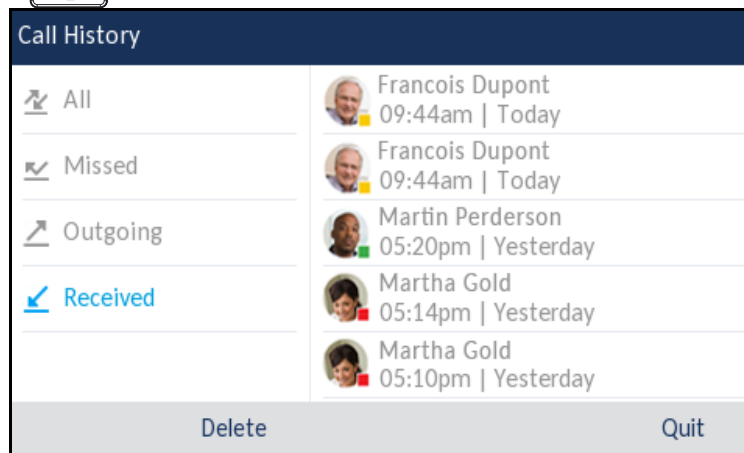 Call History
All
Missed
Outgoing
Received
Francois Dupont
09:44am | Today
Francois Dupont
09:44am | Today
Martin Perderson
05:20pm | Yesterday
Martha Gold
05:14pm | Yesterday
Martha Gold
05:10pm | Yesterday
Delete
Quit